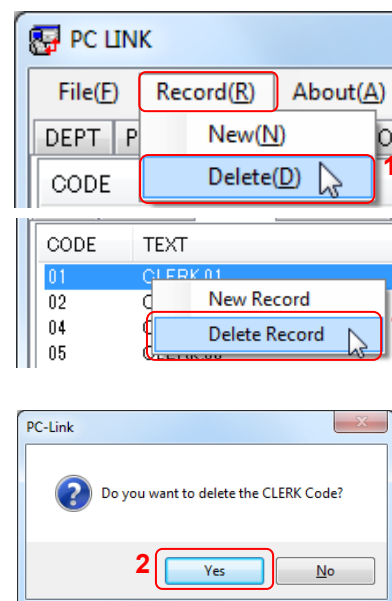 PC LINK
File(F) Record(R) About(A)
DEPT P New(N) O
CODE Delete(D) 1
CODE TEXT
01 CLERK 01
02 C New Record
04 C Delete Record
05
PC-Link
Do you want to delete the CLERK Code?
2 Yes No